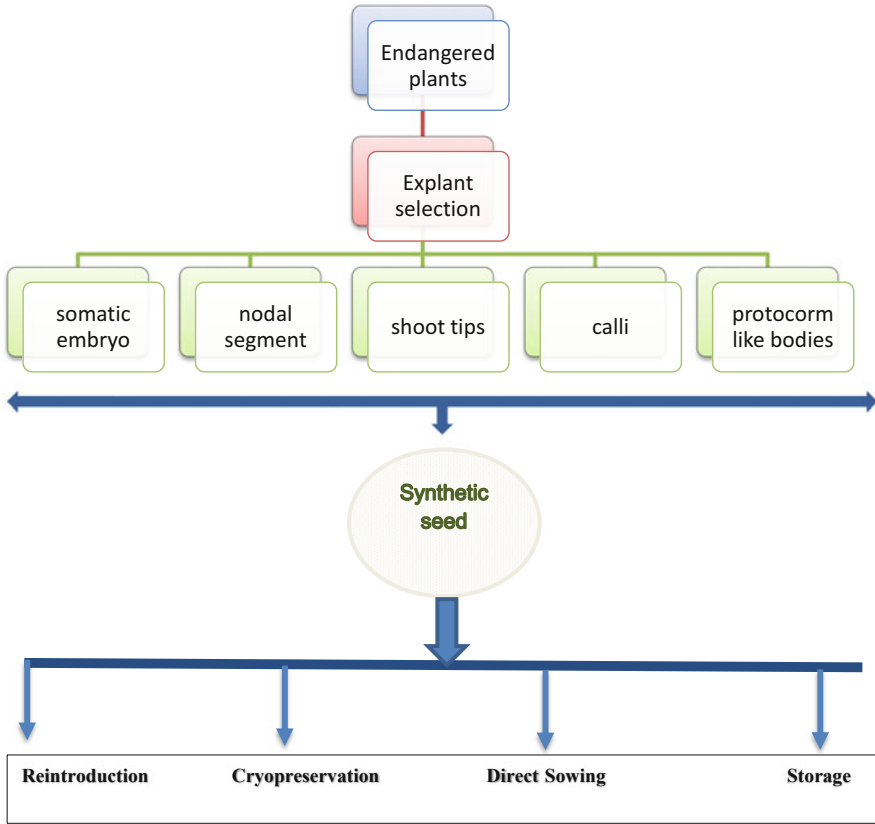 Endangered
plants
Explant
selection
somatic
embryo
nodal
segment
shoot tips
calli
protocorm
like bodies
Synthetic
seed
Reintroduction Cryopreservation Direct Sowing Storage